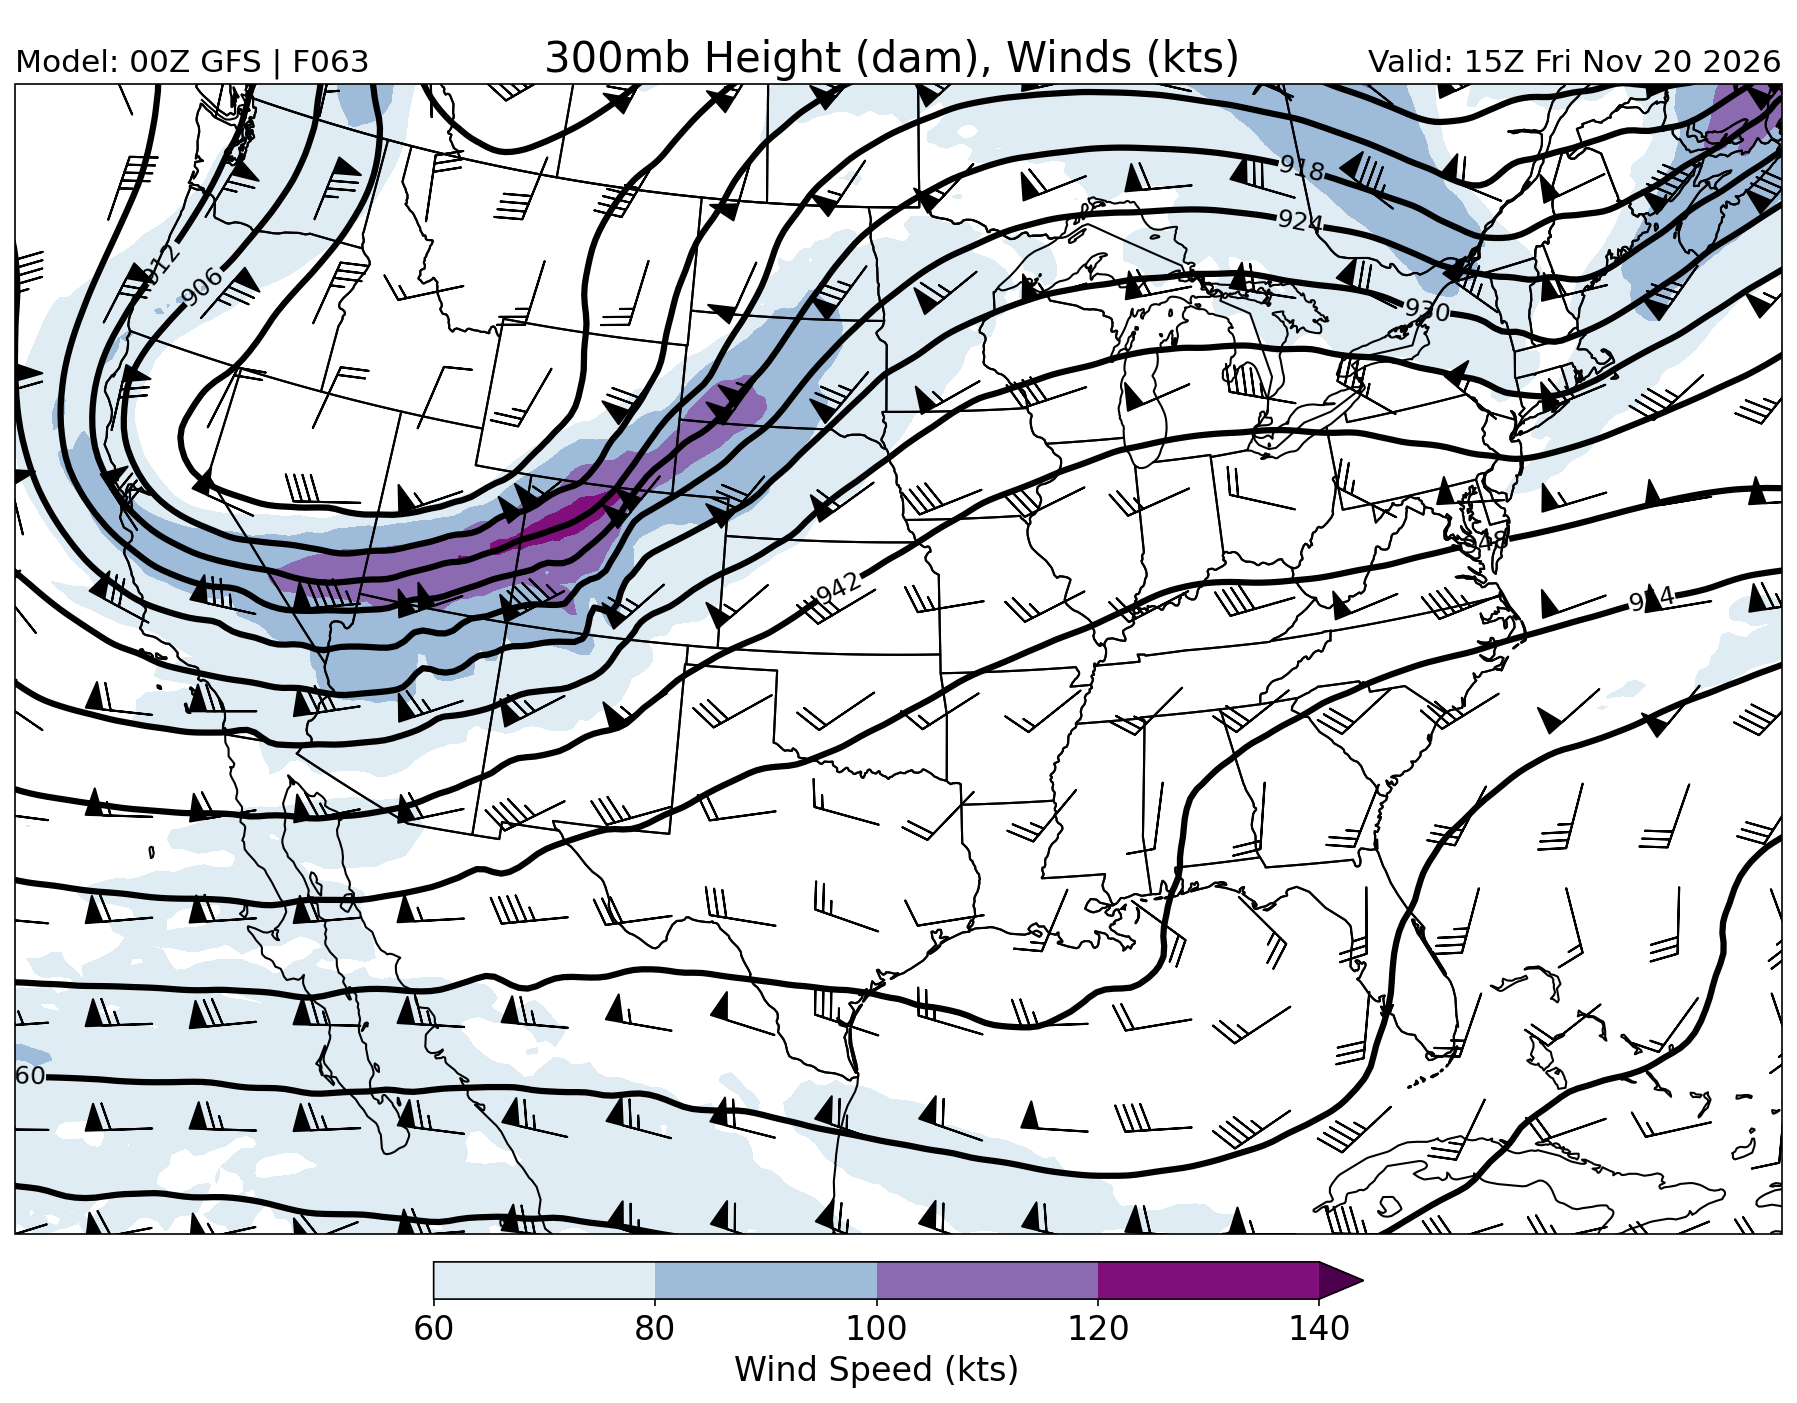 Model: 00Z GFS | F063
300mb Height (dam), Winds (kts)
Valid: 15Z Fri Nov 20 2026
918
924
912
906
930
948
942
60
60 80 100 120 140
Wind Speed (kts)